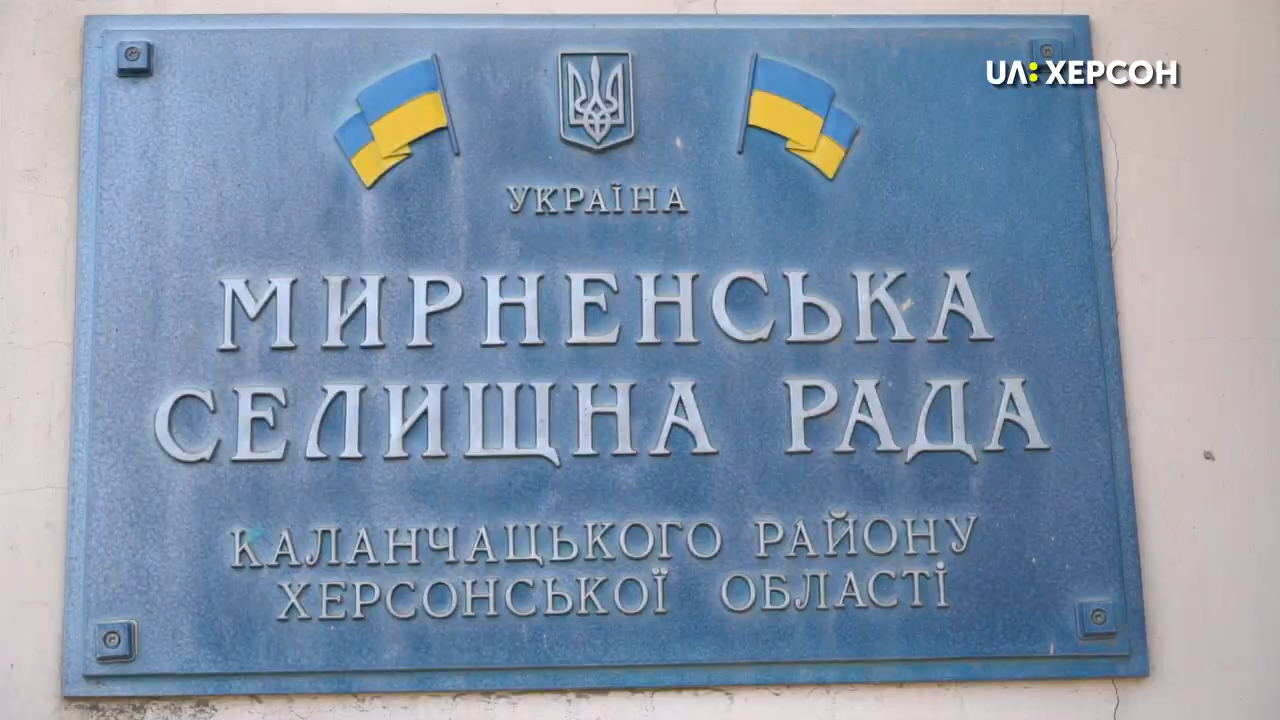 UA: ХЕРСОН
УКРАЇНА
МИРНЕНСЬКА
СЕЛИЩНА РАДА
КАЛАНЧАЦЬКОГО РАЙОНУ
ХЕРСОНСЬКОЇ ОБЛАСТІ